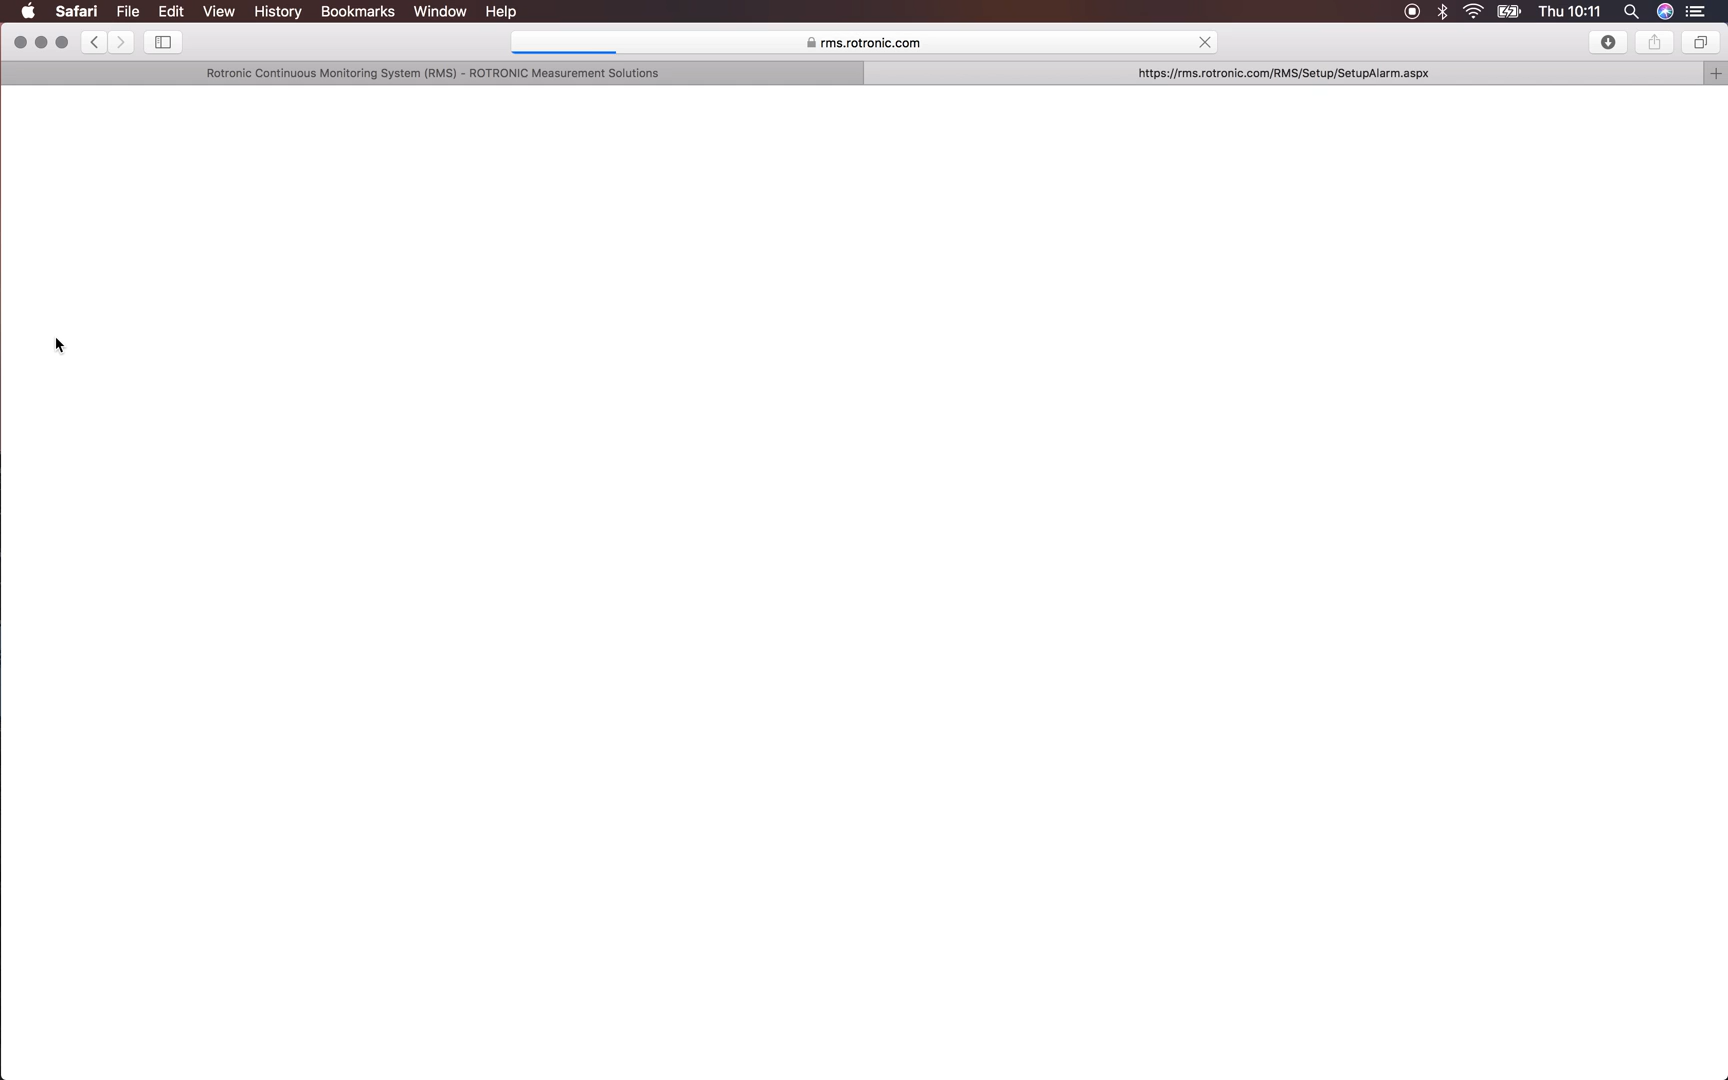 Safari File Edit View History Bookmarks Window Help Thu 10:11
rms.rotronic.com
Rotronic Continuous Monitoring System (RMS) - ROTRONIC Measurement Solutions
https://rms.rotronic.com/RMS/Setup/SetupAlarm.aspx